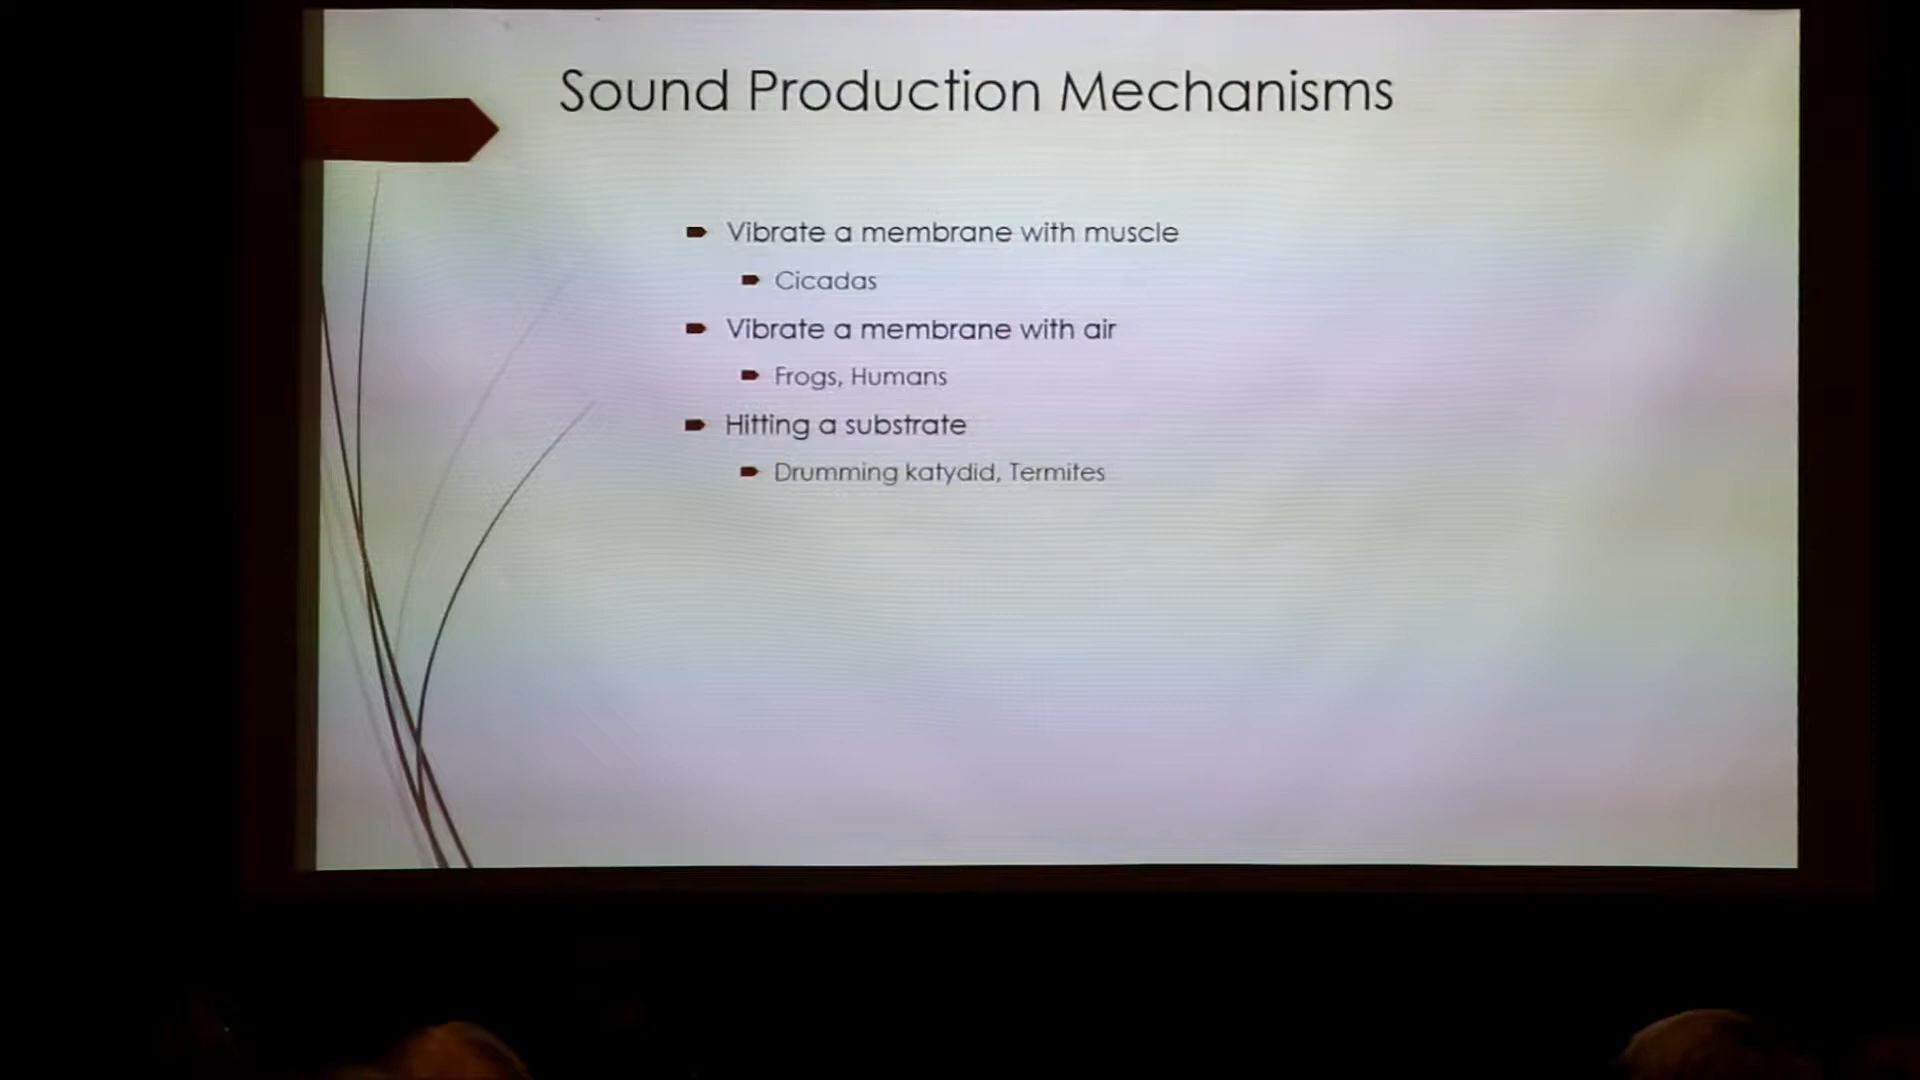 Sound Production Mechanisms
Vibrate a membrane with muscle
Cicadas
Vibrate a membrane with air
Frogs, Humans
Hitting a substrate
Drumming katydid, Termites